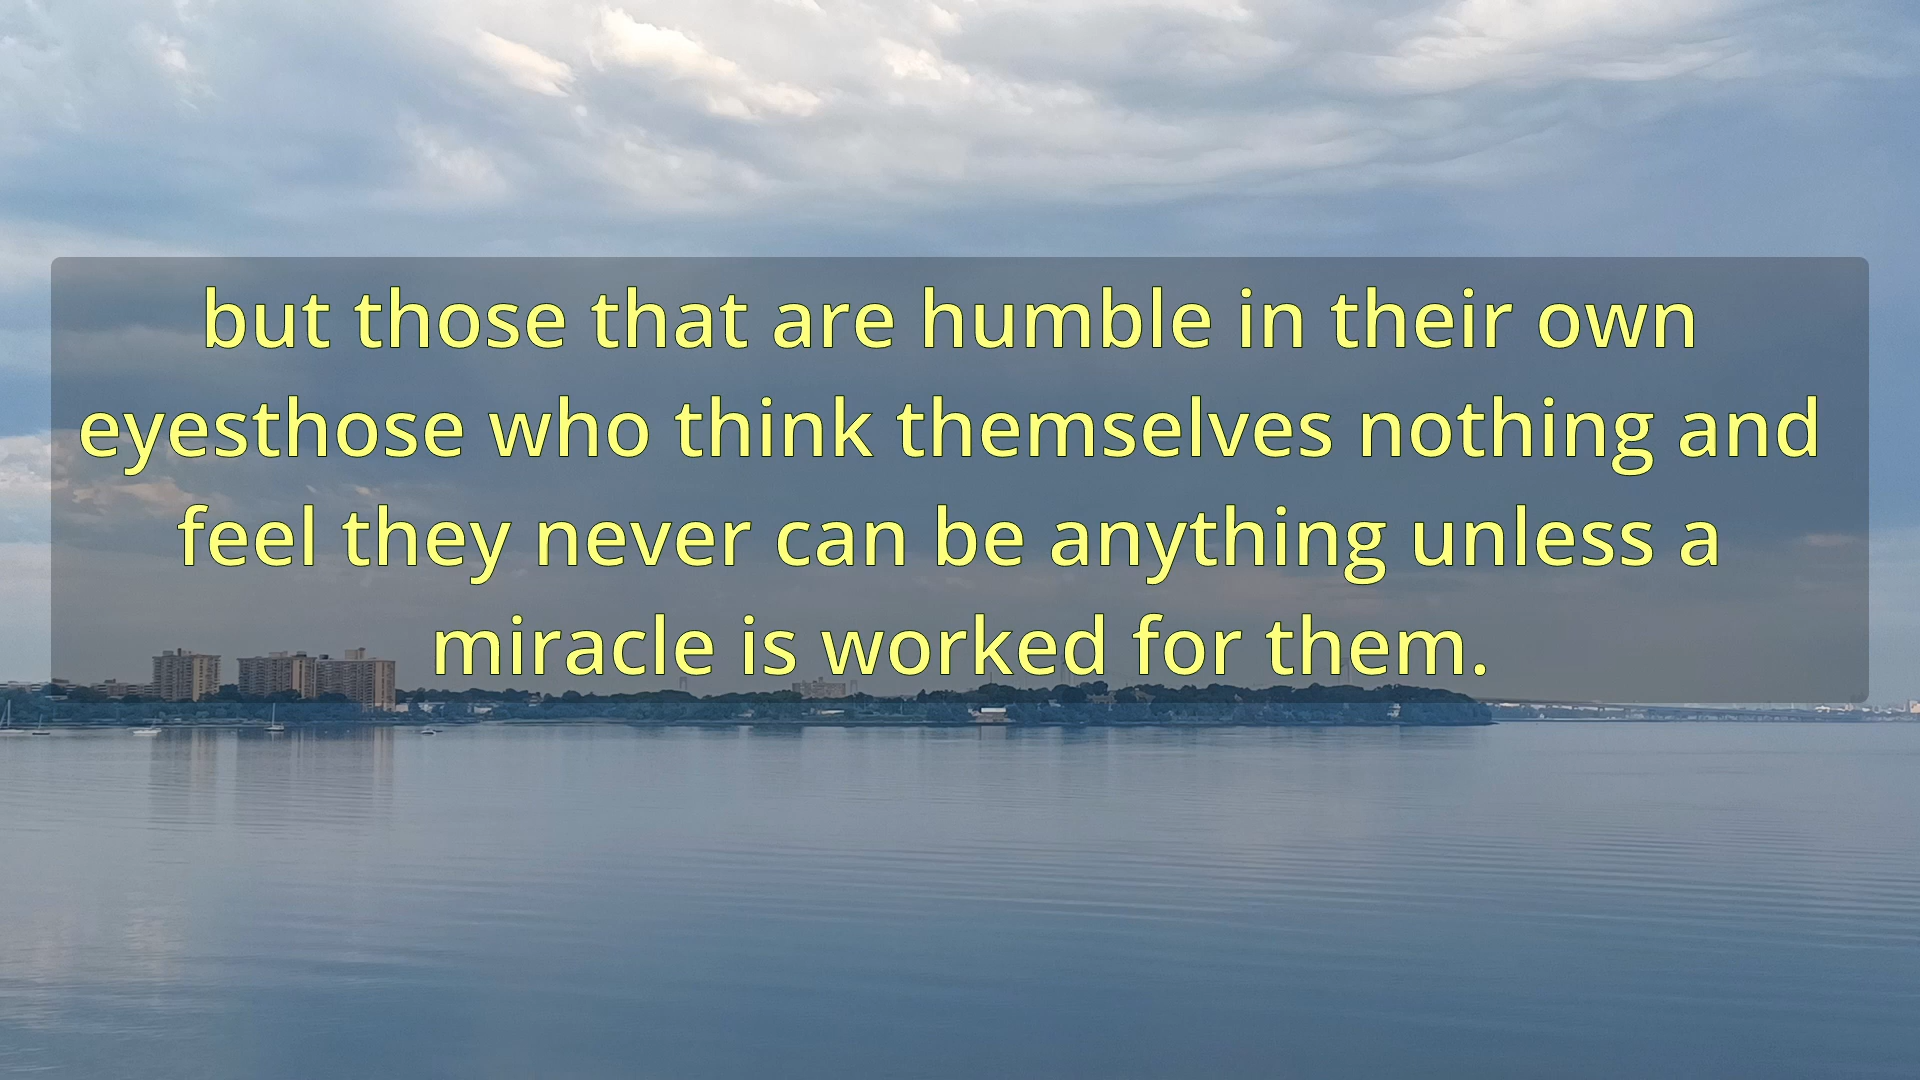 but those that are humble in their own
eyesthose who think themselves nothing and
feel they never can be anything unless a
miracle is worked for them.